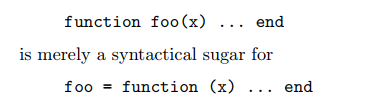 function foo(x) ... end
is merely a syntactical sugar for
foo = function (x) ... end